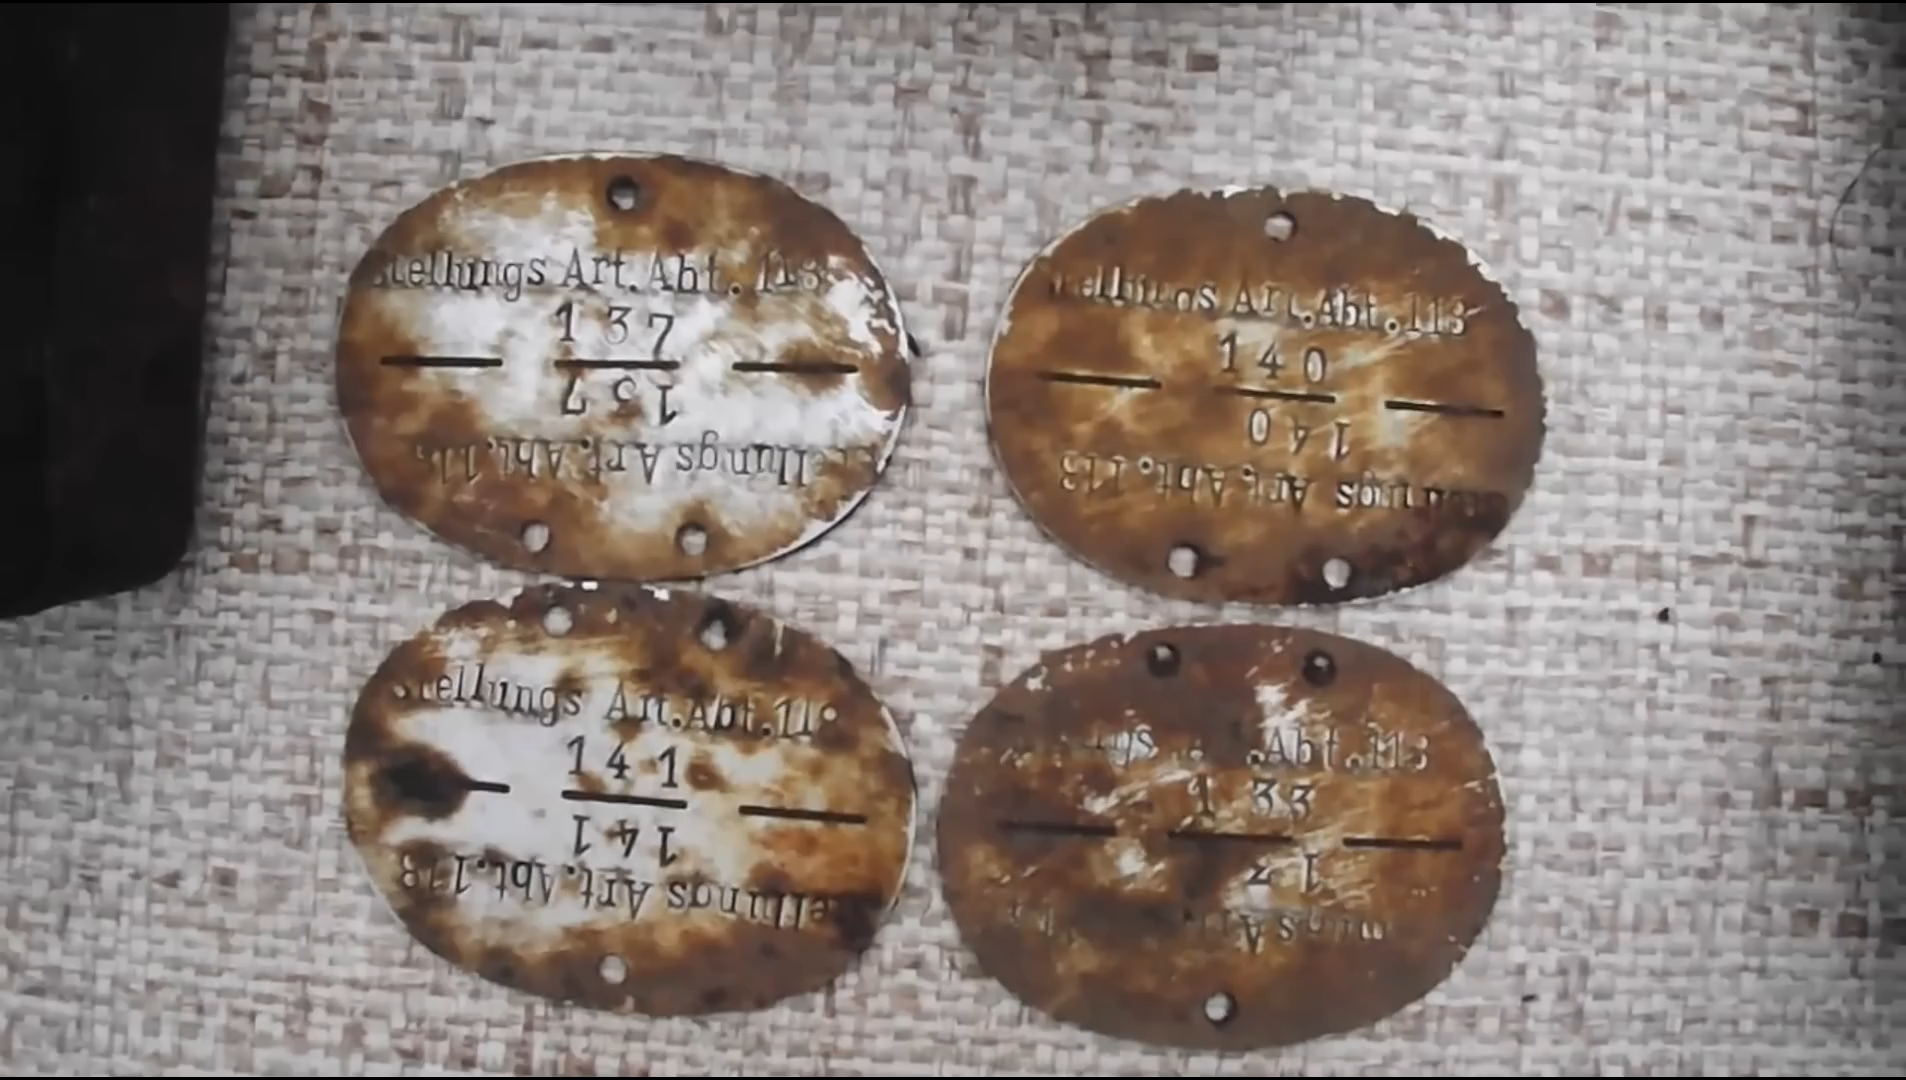 Stellungs Art.Abt.113
137
137
Stellungs Art.Abt.11
Stellungs Art.Abt.113
140
140
Stellungs Art.Abt.113
Stellungs Art.Abt.113
141
141
Stellungs Art.Abt.113
Abt.113
133